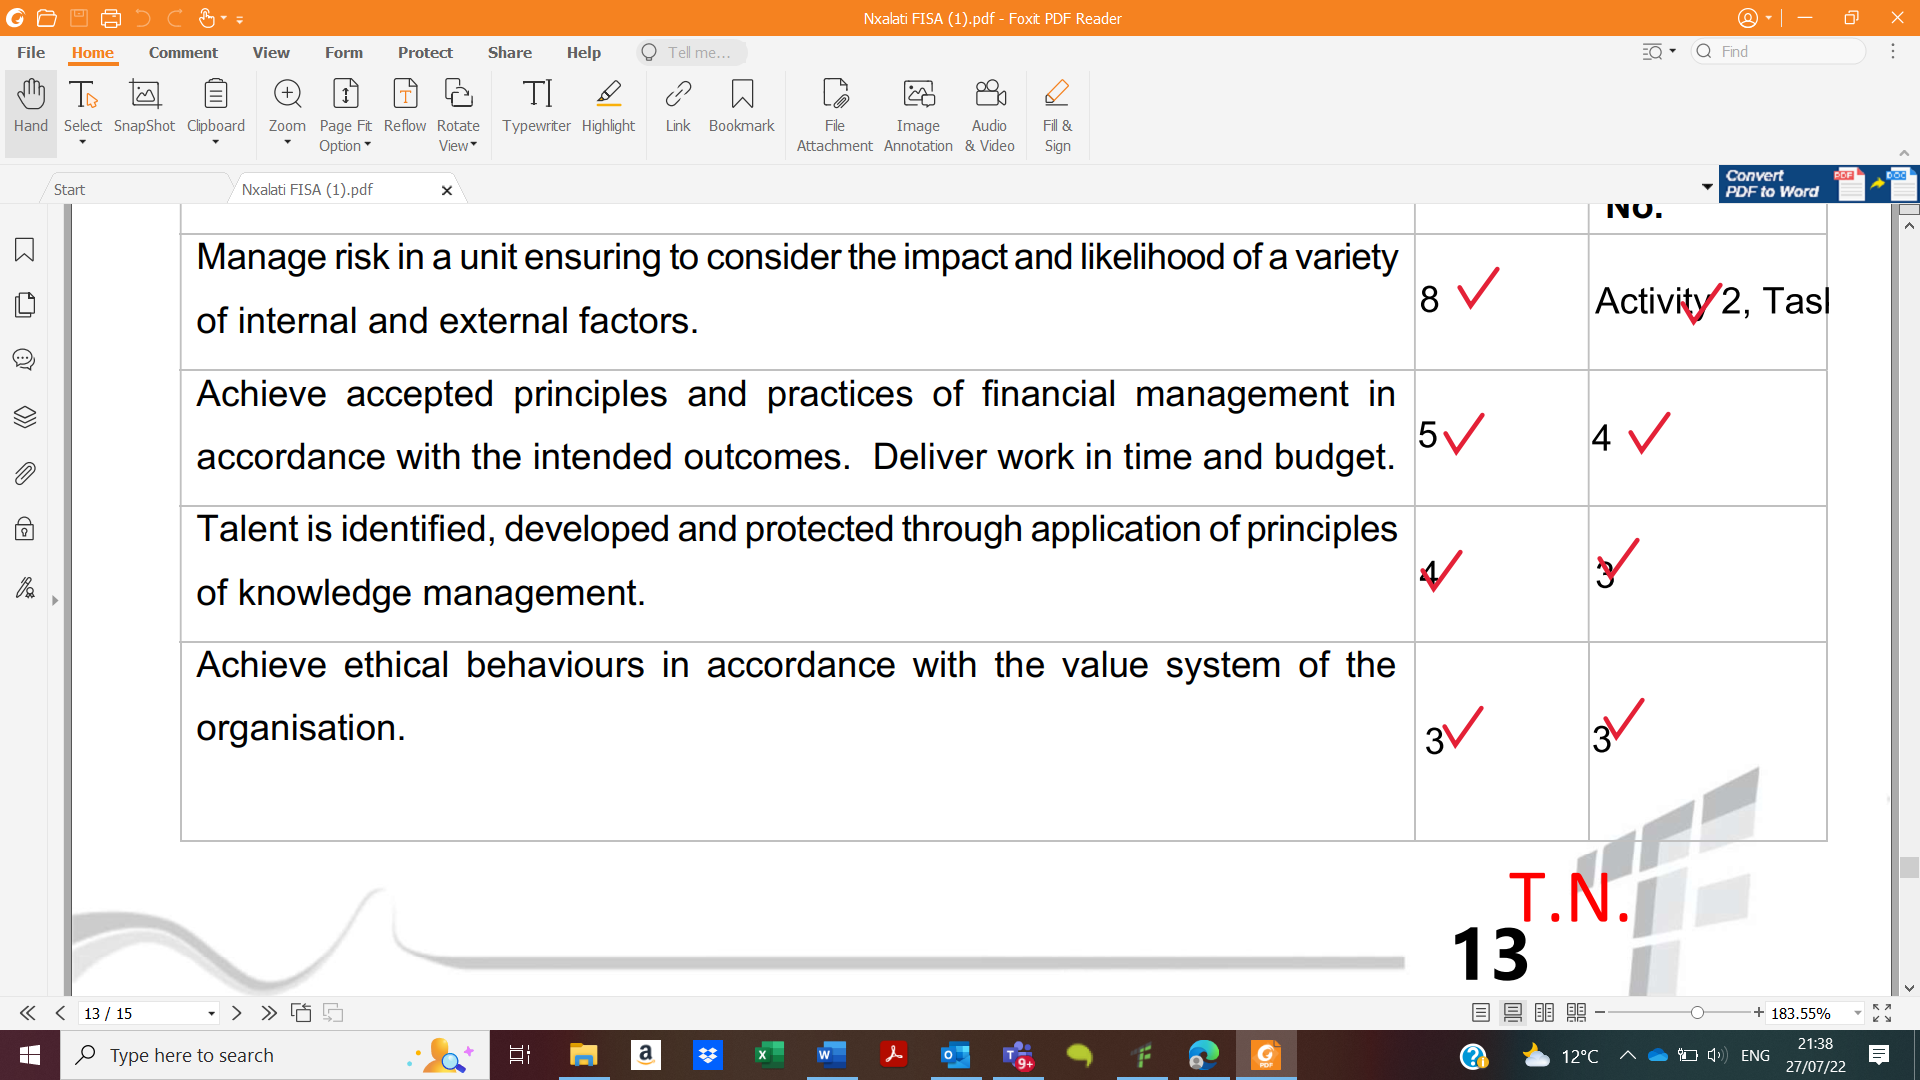 Nxalati FISA (1).pdf - Foxit PDF Reader
File Home Comment View Form Protect Share Help Tell me... Find
Hand Select SnapShot Clipboard Zoom Page Fit Option Reflow Rotate View Typewriter Highlight Link Bookmark File Attachment Image Annotation Audio & Video Fill & Sign
Start Nxalati FISA (1).pdf
Convert
PDF to Word
PDF DOC
No.
Manage risk in a unit ensuring to consider the impact and likelihood of a variety
of internal and external factors.
8 Activity 2, Task
Achieve accepted principles and practices of financial management in
accordance with the intended outcomes. Deliver work in time and budget.
5 4
Talent is identified, developed and protected through application of principles
of knowledge management.
4 3
Achieve ethical behaviours in accordance with the value system of the
organisation.
3 3
T.N.
13
13 / 15 183.55%
Type here to search
a
9+
PDF
12°C ENG 21:38
27/07/22